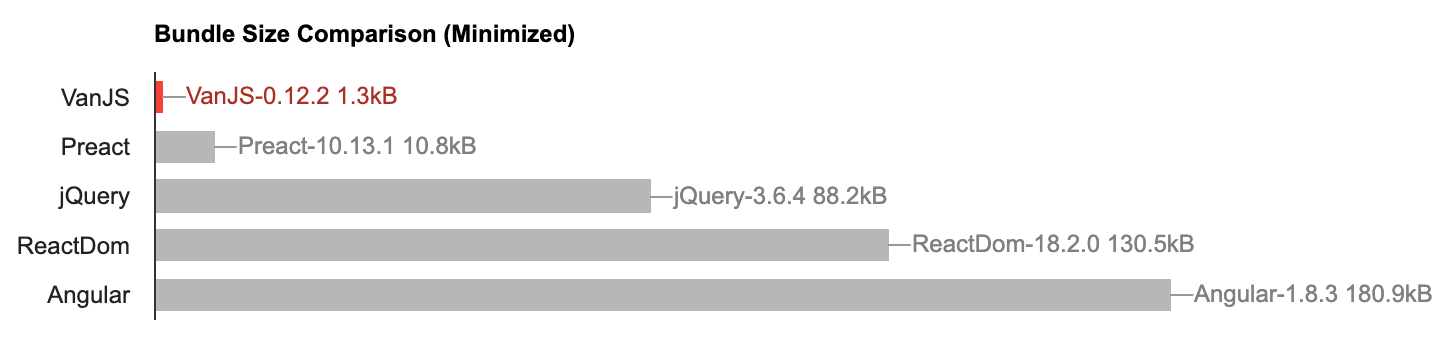 Bundle Size Comparison (Minimized)
VanJS VanJS-0.12.2 1.3kB
Preact Preact-10.13.1 10.8kB
jQuery jQuery-3.6.4 88.2kB
ReactDom ReactDom-18.2.0 130.5kB
Angular Angular-1.8.3 180.9kB